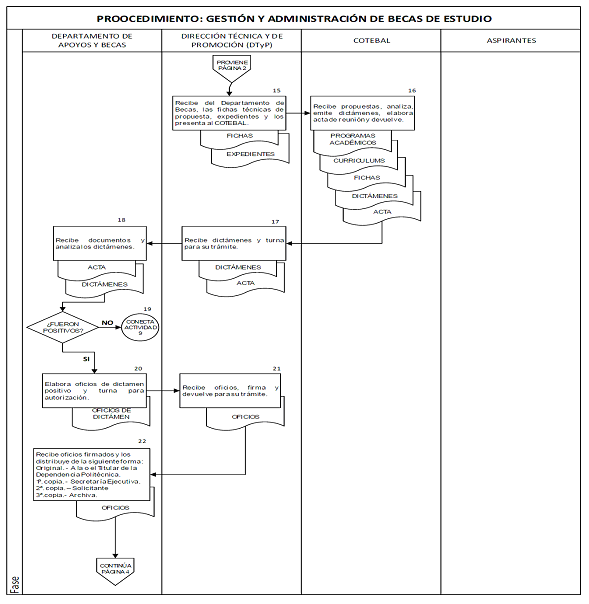 PROOCEDIMIENTO: GESTIÓN Y ADMINISTRACIÓN DE BECAS DE ESTUDIO
DEPARTAMENTO DE
APOYOS Y BECAS
DIRECCIÓN TÉCNICA Y DE
PROMOCIÓN (DTyP)
COTEBAL
ASPIRANTES
PROVIENE
PÁGINA 2
15
Recibe del Departamento de
Becas, las fichas técnicas de
propuesta, expedientes y los
presenta al COTEBAL.
FICHAS
EXPEDIENTES
16
Recibe propuestas, analiza,
emite dictámenes, elabora
acta de reunión y devuelve.
PROGRAMAS
ACADÉMICOS
CURRICULUMS
FICHAS
DICTÁMENES
ACTA
17
Recibe dictámenes y turna
para su trámite.
DICTÁMENES
ACTA
18
Recibe documentos y
analiza los dictámenes.
ACTA
DICTÁMENES
¿FUERON
POSITIVOS?
NO
19
CONECTA
ACTIVIDAD
9
SI
20
Elabora oficios de dictamen
positivo y turna para
autorización.
OFICIOS DE
DICTÁMEN
21
Recibe oficios, firma y
devuelve para su trámite.
OFICIOS
22
Recibe oficios firmados y los
distribuye de la siguiente forma:
Original. - A la o el Titular de la
Dependencia Politécnica.
1ª. copia. - Secretaría Ejecutiva.
2ª. copia. – Solicitante
3ª.copia.- Archiva.
OFICIOS
CONTINÚA
PÁGINA 4
Fase